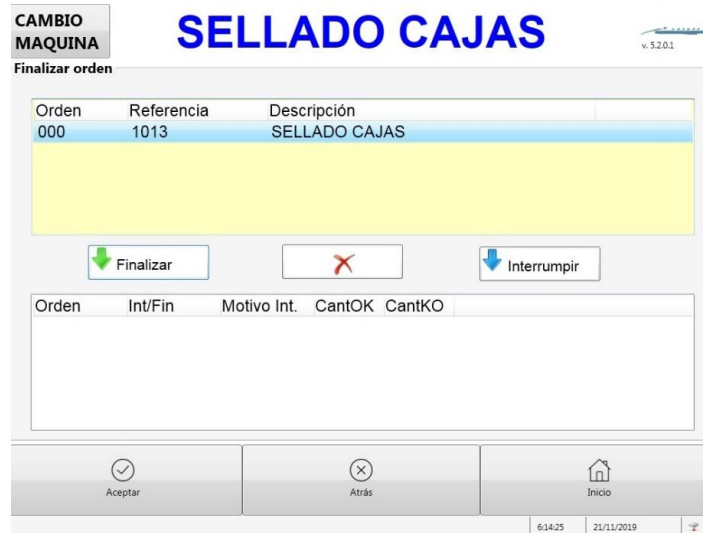 CAMBIO
MAQUINA
SELLADO CAJAS
v. 5.2.0.1
Finalizar orden
Orden Referencia Descripción
000 1013 SELLADO CAJAS
Finalizar Interrumpir
Orden Int/Fin Motivo Int. CantOK CantKO
Aceptar Atrás Inicio
6:14:25 21/11/2019